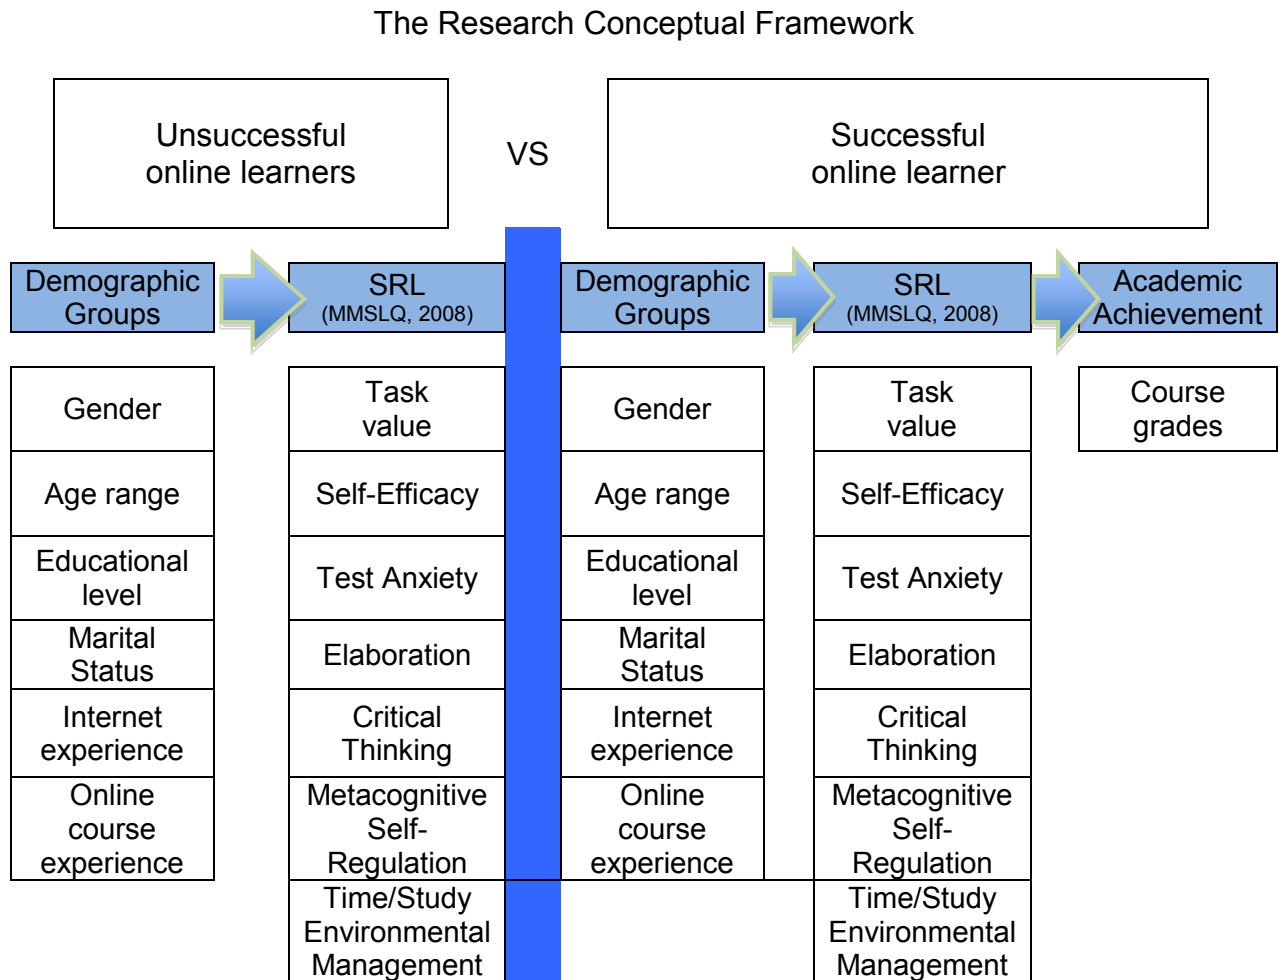 The Research Conceptual Framework
Unsuccessful
online learners
VS
Successful
online learner
Demographic
Groups
SRL
(MMSLQ, 2008)
Demographic
Groups
SRL
(MMSLQ, 2008)
Academic
Achievement
Gender
Age range
Educational
level
Marital
Status
Internet
experience
Online
course
experience
Task
value
Self-Efficacy
Test Anxiety
Elaboration
Critical
Thinking
Metacognitive
Self-
Regulation
Time/Study
Environmental
Management
Gender
Age range
Educational
level
Marital
Status
Internet
experience
Online
course
experience
Task
value
Self-Efficacy
Test Anxiety
Elaboration
Critical
Thinking
Metacognitive
Self-
Regulation
Time/Study
Environmental
Management
Course
grades